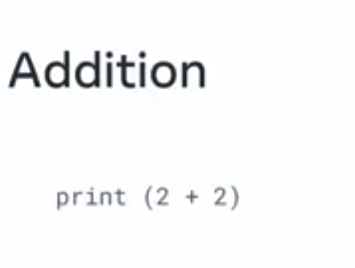 Addition
print (2 + 2)